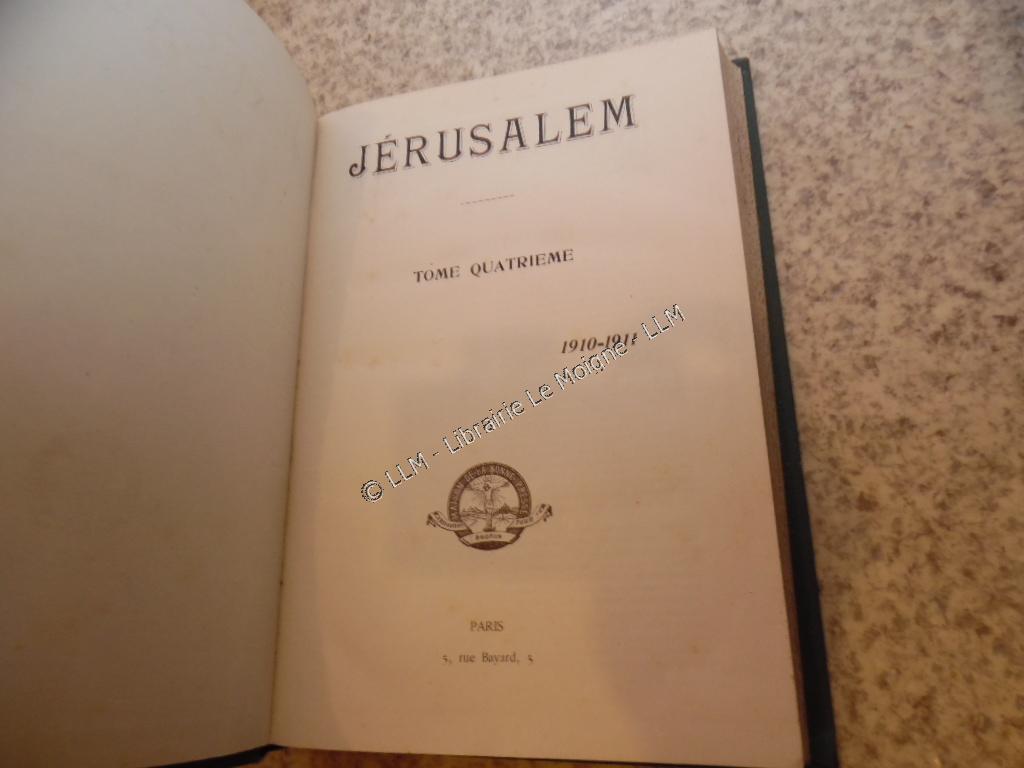 JÉRUSALEM
TOME QUATRIEME
1910-1911
© LLM - Librairie Le Moigne - LLM
PARIS
5, rue Bayard, 5